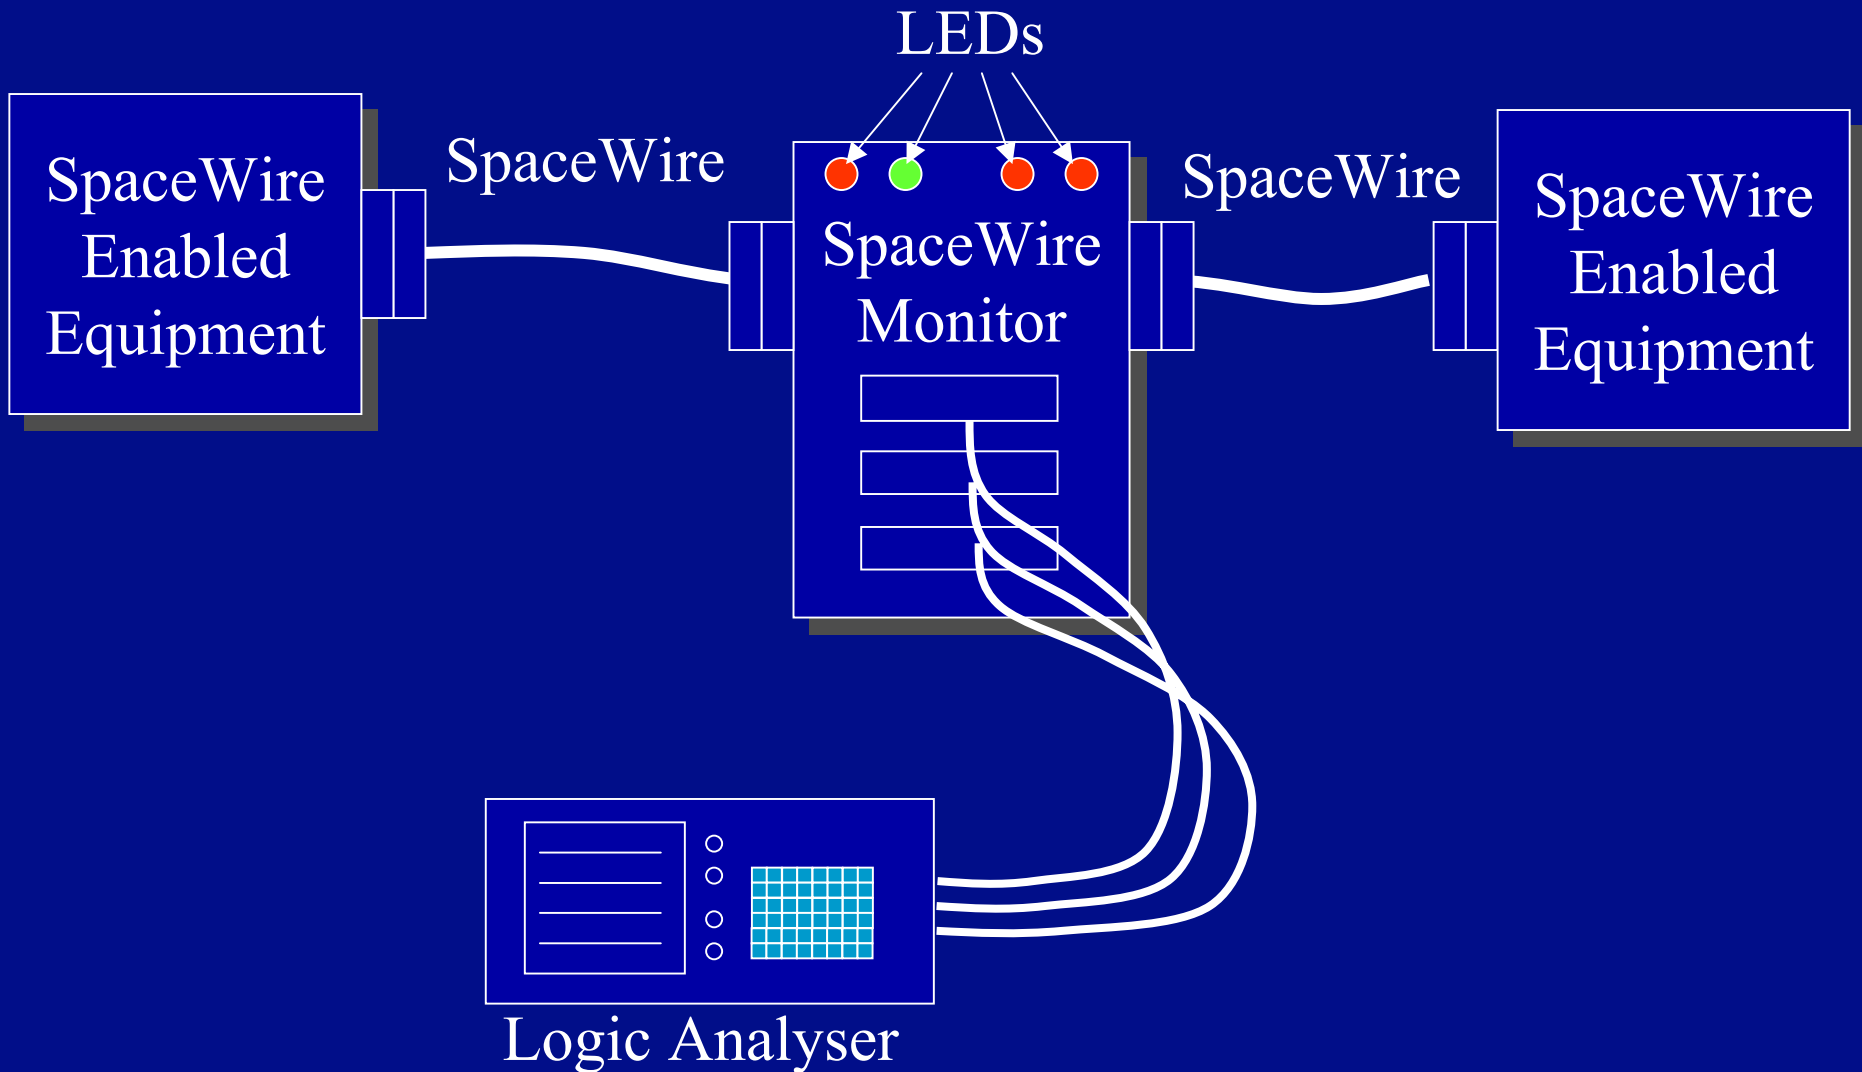 LEDs
SpaceWire
Enabled
Equipment
SpaceWire
SpaceWire
Monitor
SpaceWire
SpaceWire
Enabled
Equipment
Logic Analyser